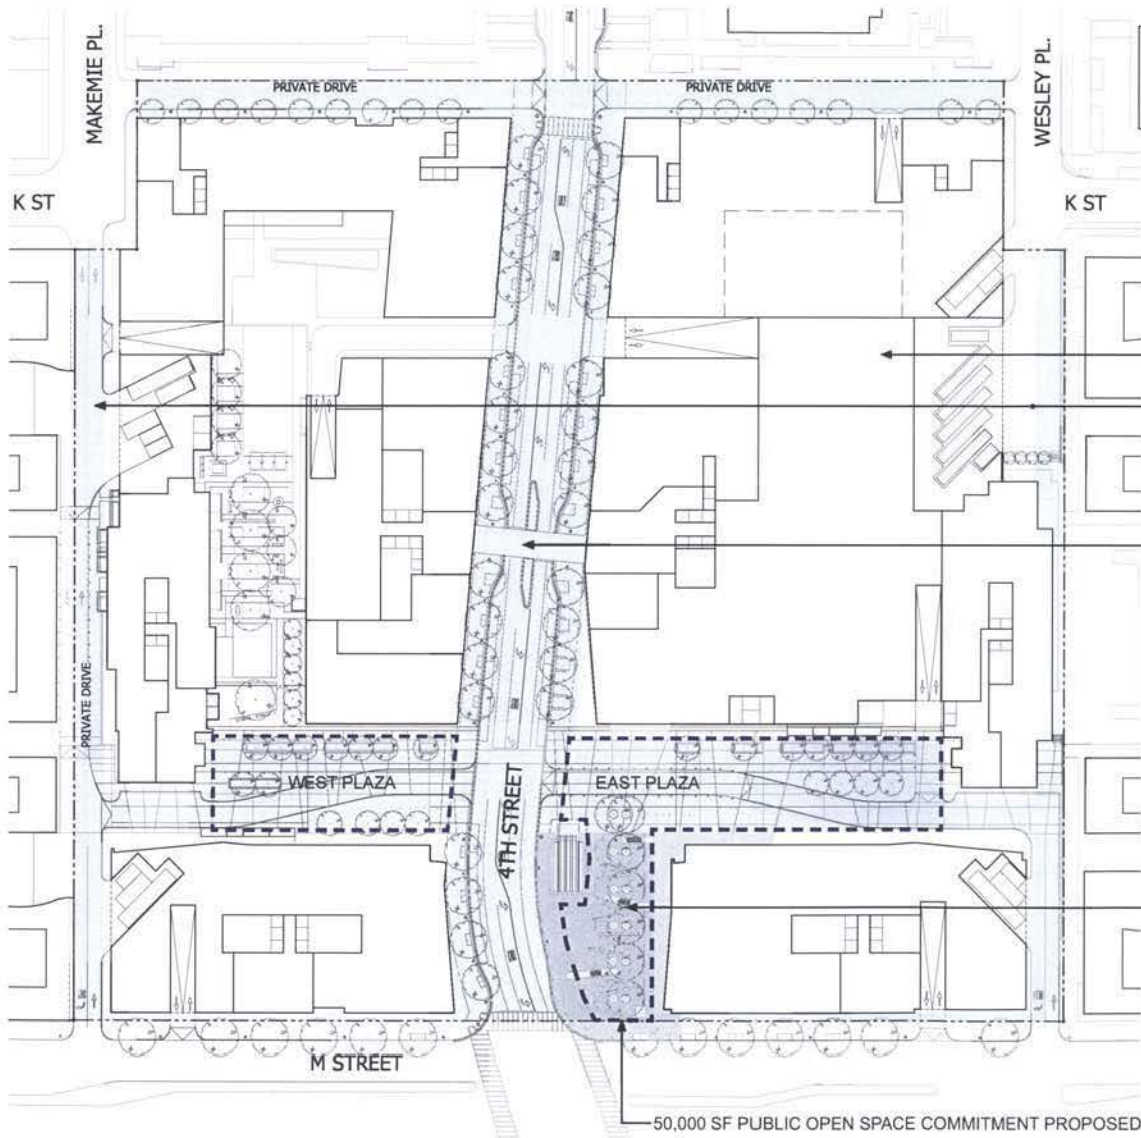 MAKEMIE PL.
WESLEY PL.
PRIVATE DRIVE
PRIVATE DRIVE
K ST
K ST
PRIVATE DRIVE
WEST PLAZA
EAST PLAZA
4TH STREET
M STREET
50,000 SF PUBLIC OPEN SPACE COMMITMENT PROPOSED